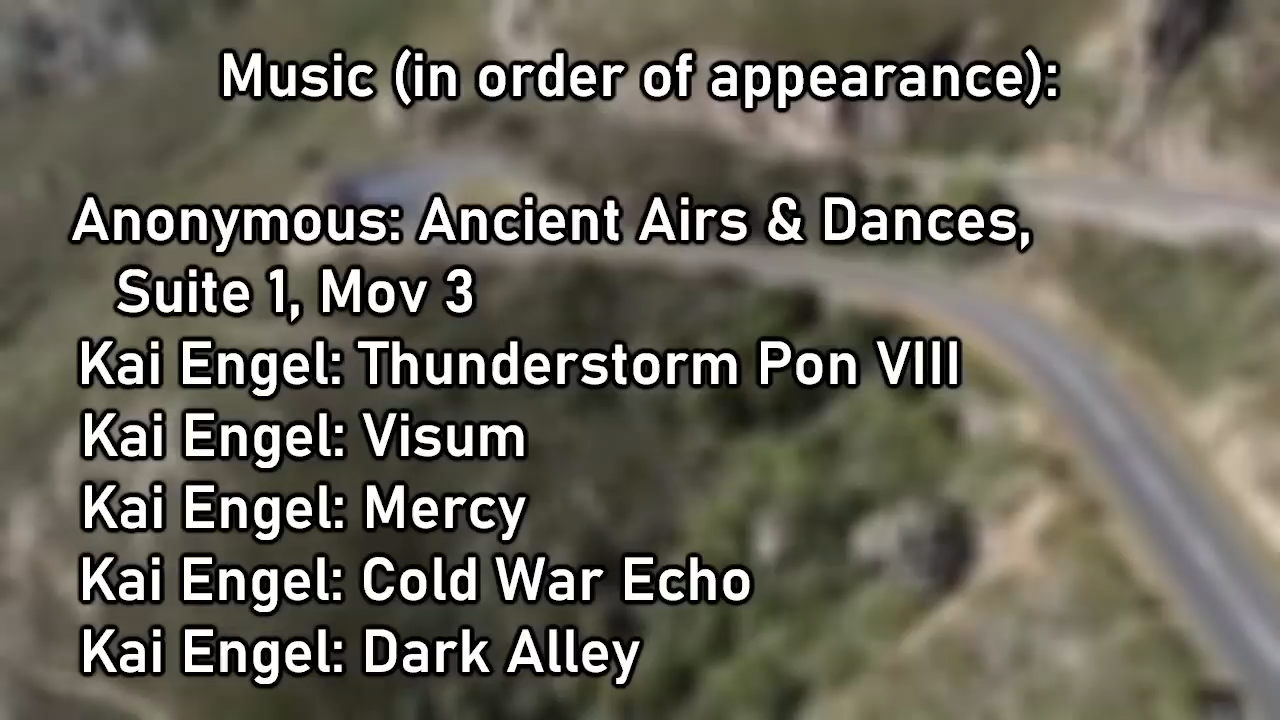 Music (in order of appearance):
Anonymous: Ancient Airs & Dances,
Suite 1, Mov 3
Kai Engel: Thunderstorm Pon VIII
Kai Engel: Visum
Kai Engel: Mercy
Kai Engel: Cold War Echo
Kai Engel: Dark Alley